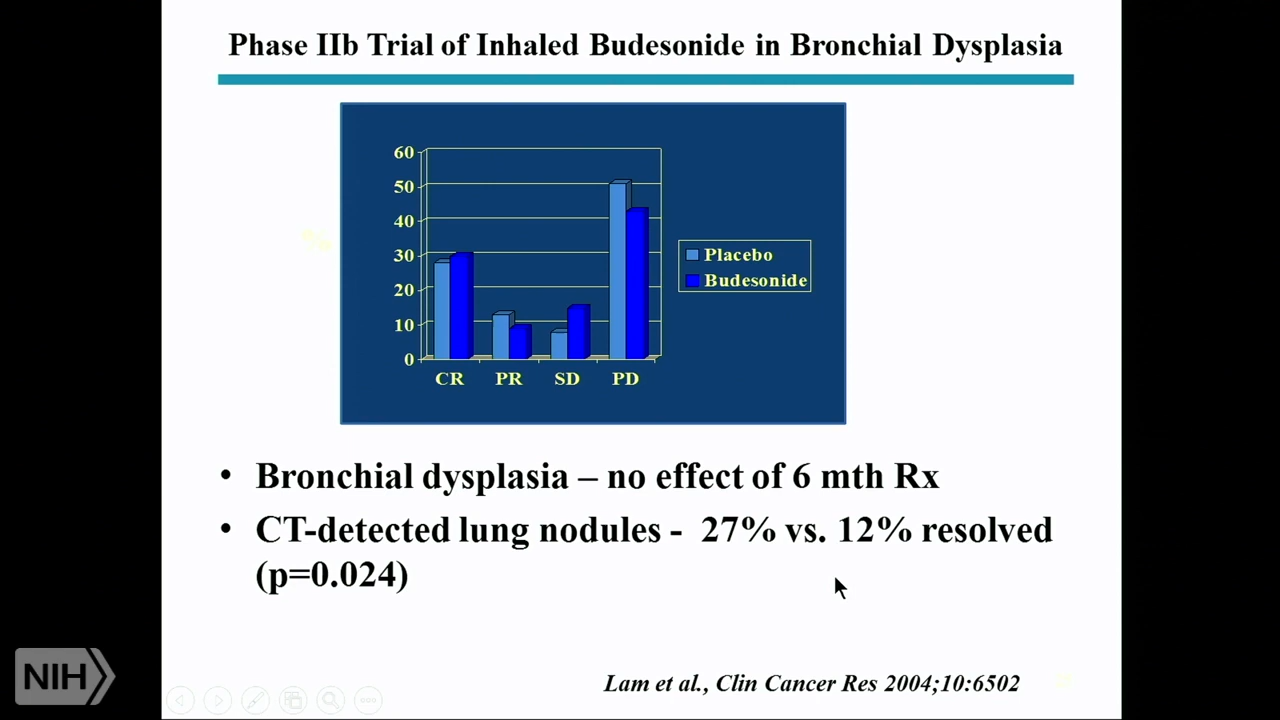 Phase IIb Trial of Inhaled Budesonide in Bronchial Dysplasia
60
50
40
30
20
10
0
CR PR SD PD
Placebo
Budesonide
• Bronchial dysplasia – no effect of 6 mth Rx
• CT-detected lung nodules - 27% vs. 12% resolved
(p=0.024)
Lam et al., Clin Cancer Res 2004;10:6502
NIH